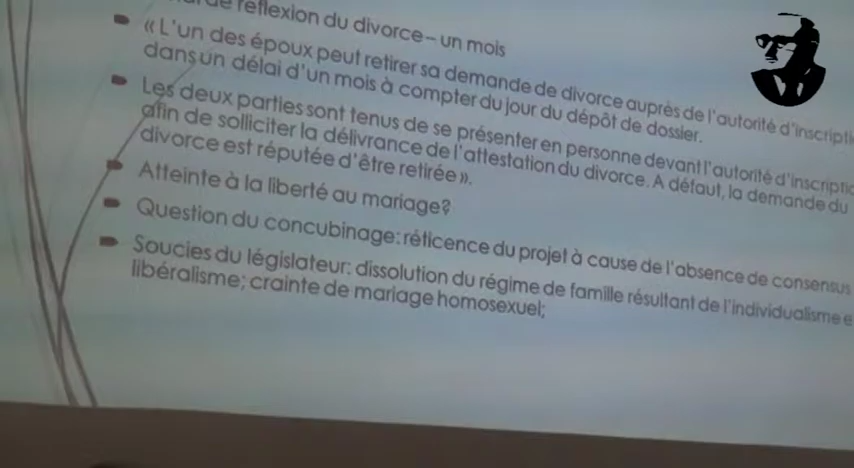 de réflexion du divorce – un mois
« L'un des époux peut retirer sa demande de divorce auprès de l'autorité d'inscripti
dans un délai d'un mois à compter du jour du dépôt de dossier.
Les deux parties sont tenus de se présenter en personne devant l'autorité d'inscriptio
afin de solliciter la délivrance de l'attestation du divorce. A défaut, la demande du
divorce est réputée d'être retirée ».
Atteinte à la liberté au mariage?
Question du concubinage: réticence du projet à cause de l'absence de consensus
Soucies du législateur: dissolution du régime de famille résultant de l'individualisme e
libéralisme; crainte de mariage homosexuel;